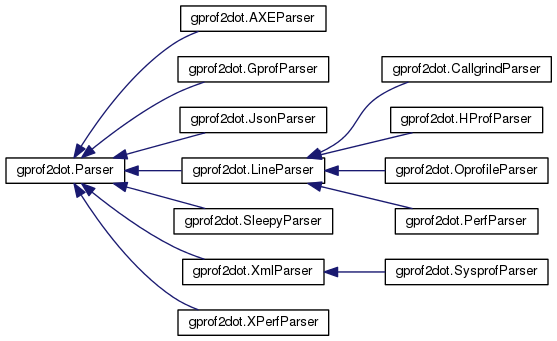 gprof2dot.AXEParser
gprof2dot.GprofParser
gprof2dot.CallgrindParser
gprof2dot.JsonParser
gprof2dot.HProfParser
gprof2dot.Parser
gprof2dot.LineParser
gprof2dot.OprofileParser
gprof2dot.SleepyParser
gprof2dot.PerfParser
gprof2dot.XmlParser
gprof2dot.SysprofParser
gprof2dot.XPerfParser